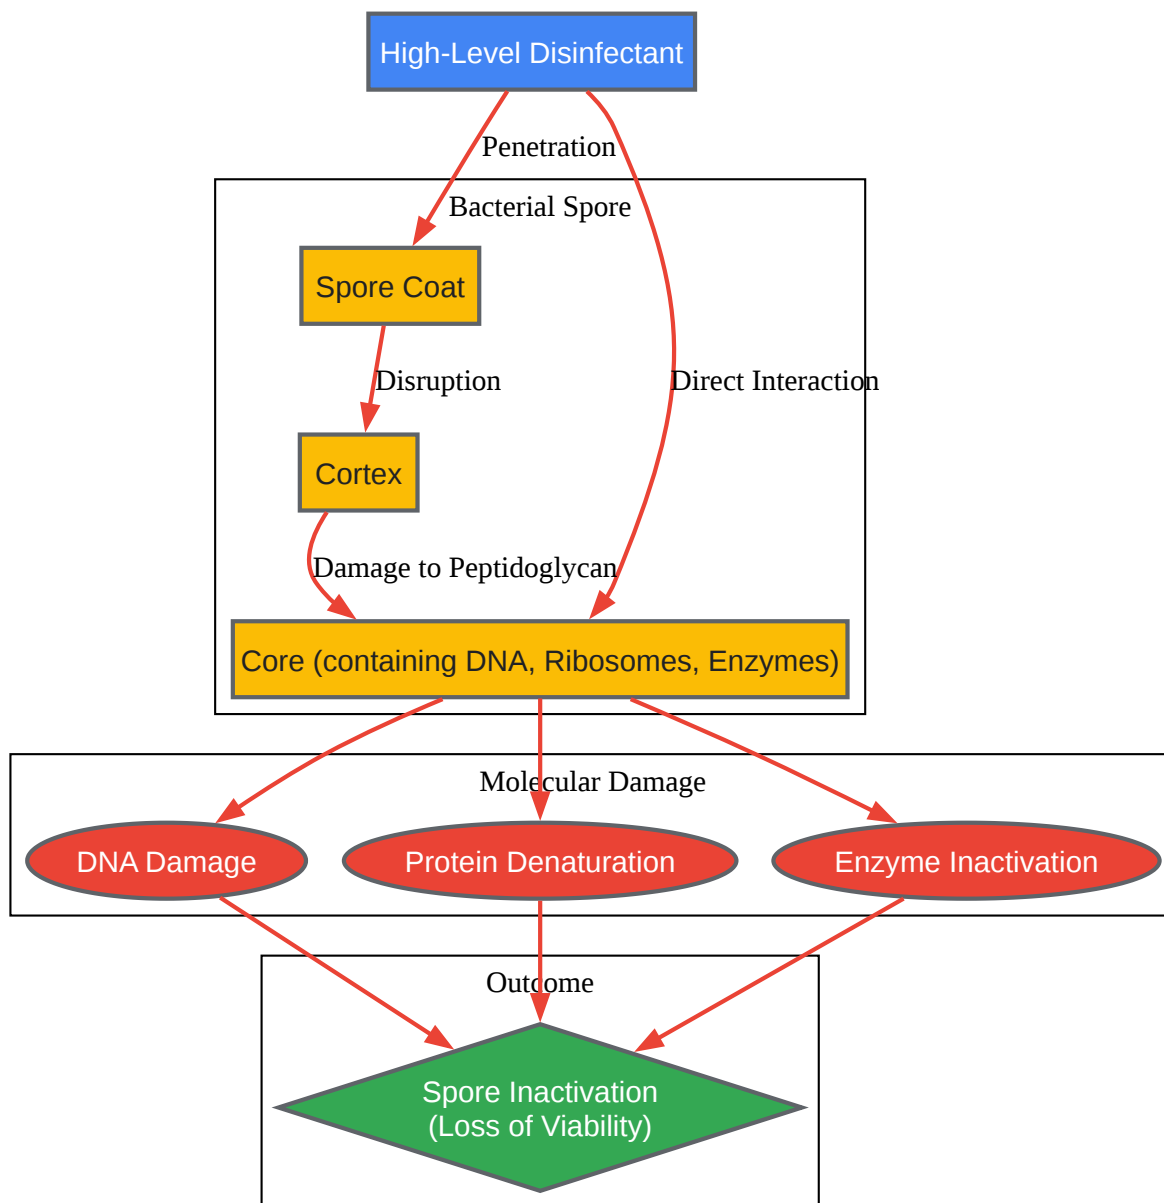 High-Level Disinfectant
Penetration
Bacterial Spore
Spore Coat
Disruption
Direct Interaction
Cortex
Damage to Peptidoglycan
Core (containing DNA, Ribosomes, Enzymes)
Molecular Damage
DNA Damage
Protein Denaturation
Enzyme Inactivation
Outcome
Spore Inactivation
(Loss of Viability)